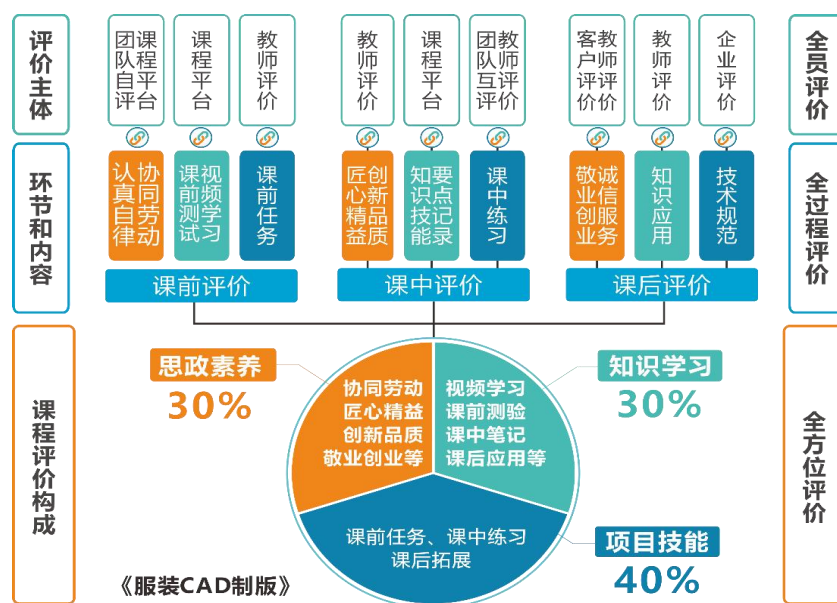 评价主体
课程平台
团队自评
课程平台
教师评价
教师评价
课程平台
教师评价
团队互评
教师评价
客户评价
教师评价
企业评价
全员评价
环节和内容
协同劳动
认真自律
视频学习
课前测试
课前任务
创新品质
匠心精益
要点记录
知识技能
课中练习
诚信服务
敬业创业
知识应用
技术规范
全过程评价
课前评价
课中评价
课后评价
课程评价构成
思政素养
30%
知识学习
30%
协同劳动
匠心精益
创新品质
敬业创业等
视频学习
课前测验
课中笔记
课后应用等
课前任务、课中练习
课后拓展
项目技能
40%
《服装CAD制版》
全方位评价